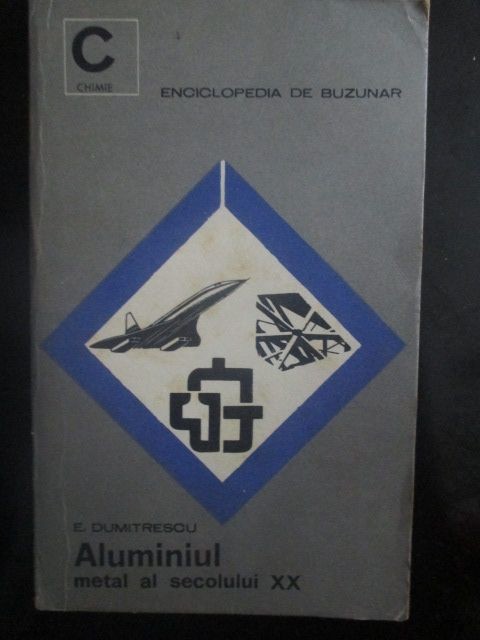 C
CHIMIE
ENCICLOPEDIA DE BUZUNAR
E. DUMITRESCU
Aluminiul
metal al secolului XX